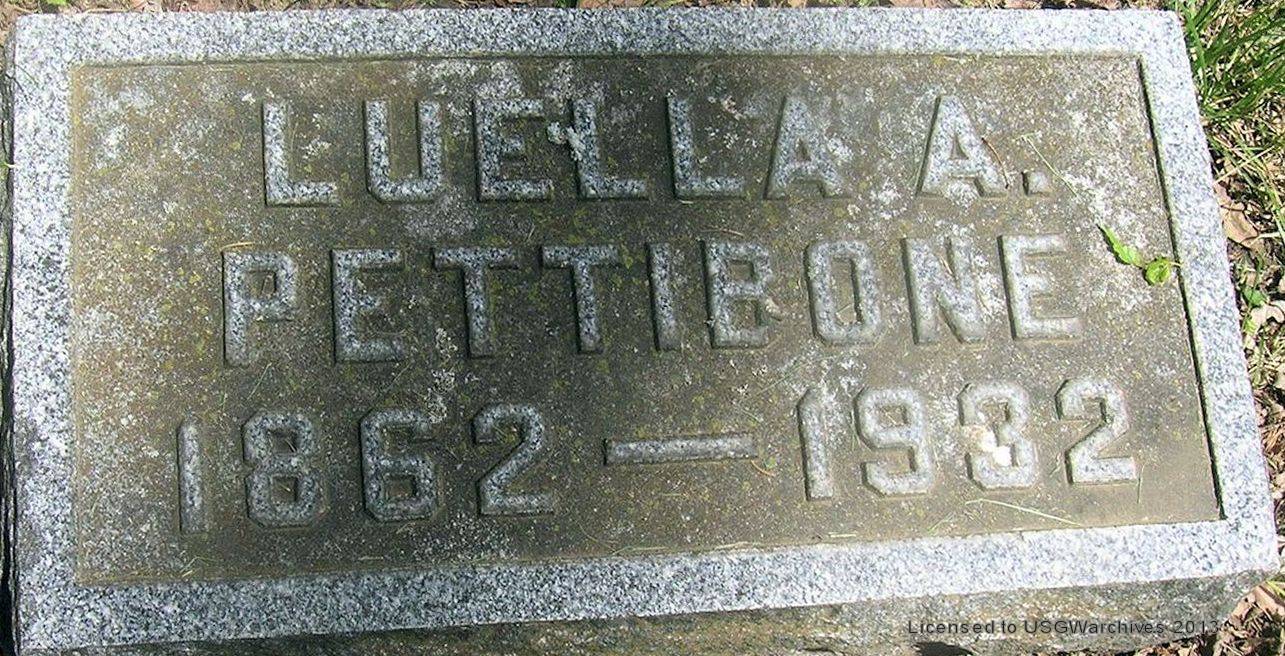 LUELLA A.
PETTIBONE
1862 — 1932
Licensed to USGWarchives 2013